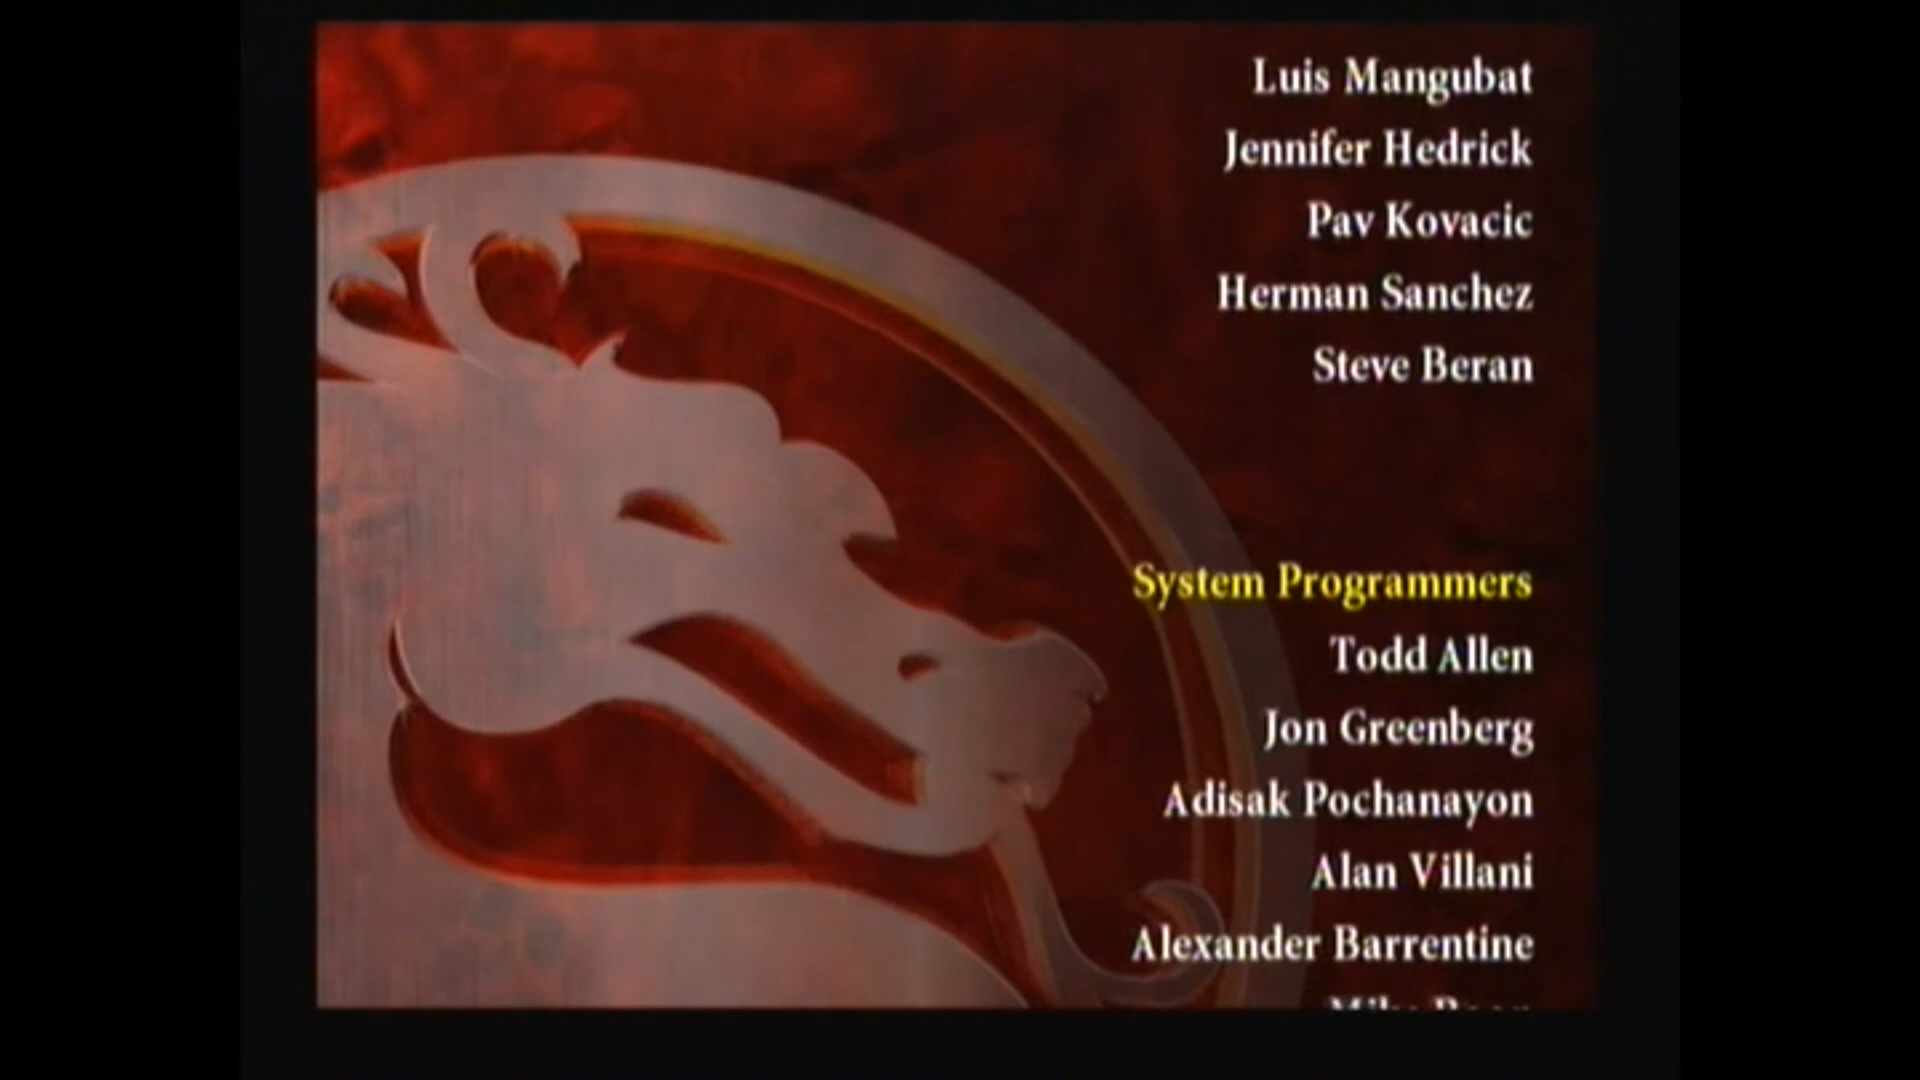 Luis Mangubat
Jennifer Hedrick
Pav Kovacic
Herman Sanchez
Steve Beran
System Programmers
Todd Allen
Jon Greenberg
Adisak Pochanayon
Alan Villani
Alexander Barrentine